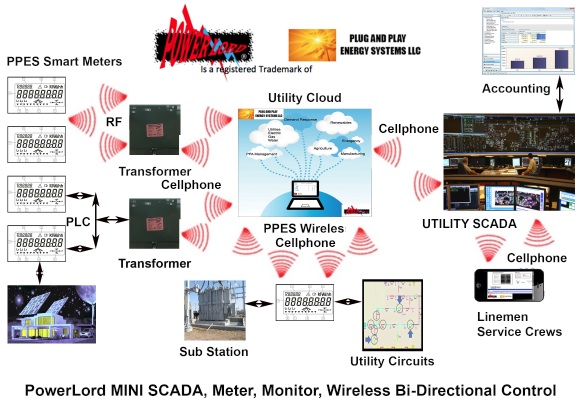 POWERLORD
PLUG AND PLAY
ENERGY SYSTEMS LLC
Is a registered Trademark of
PPES Smart Meters
RF
Transformer
Cellphone
PLC
Transformer
Utility Cloud
PLUG AND PLAY
ENERGY SYSTEMS LLC
Demand Response
Renewables
Utilities
Electric
Gas
Water
Emergency
PPA Management
Agriculture
Manufacturing
PPES Wireless
Cellphone
Cellphone
Accounting
UTILITY SCADA
Cellphone
Linemen
Service Crews
Sub Station
Utility Circuits
PowerLord MINI SCADA, Meter, Monitor, Wireless Bi-Directional Control